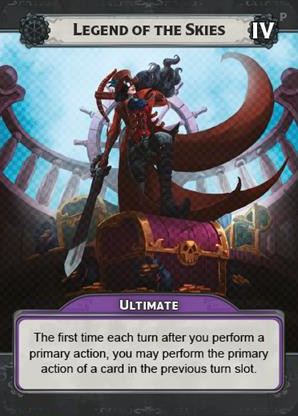 LEGEND OF THE SKIES
IV
P
ULTIMATE
The first time each turn after you perform a
primary action, you may perform the primary
action of a card in the previous turn slot.